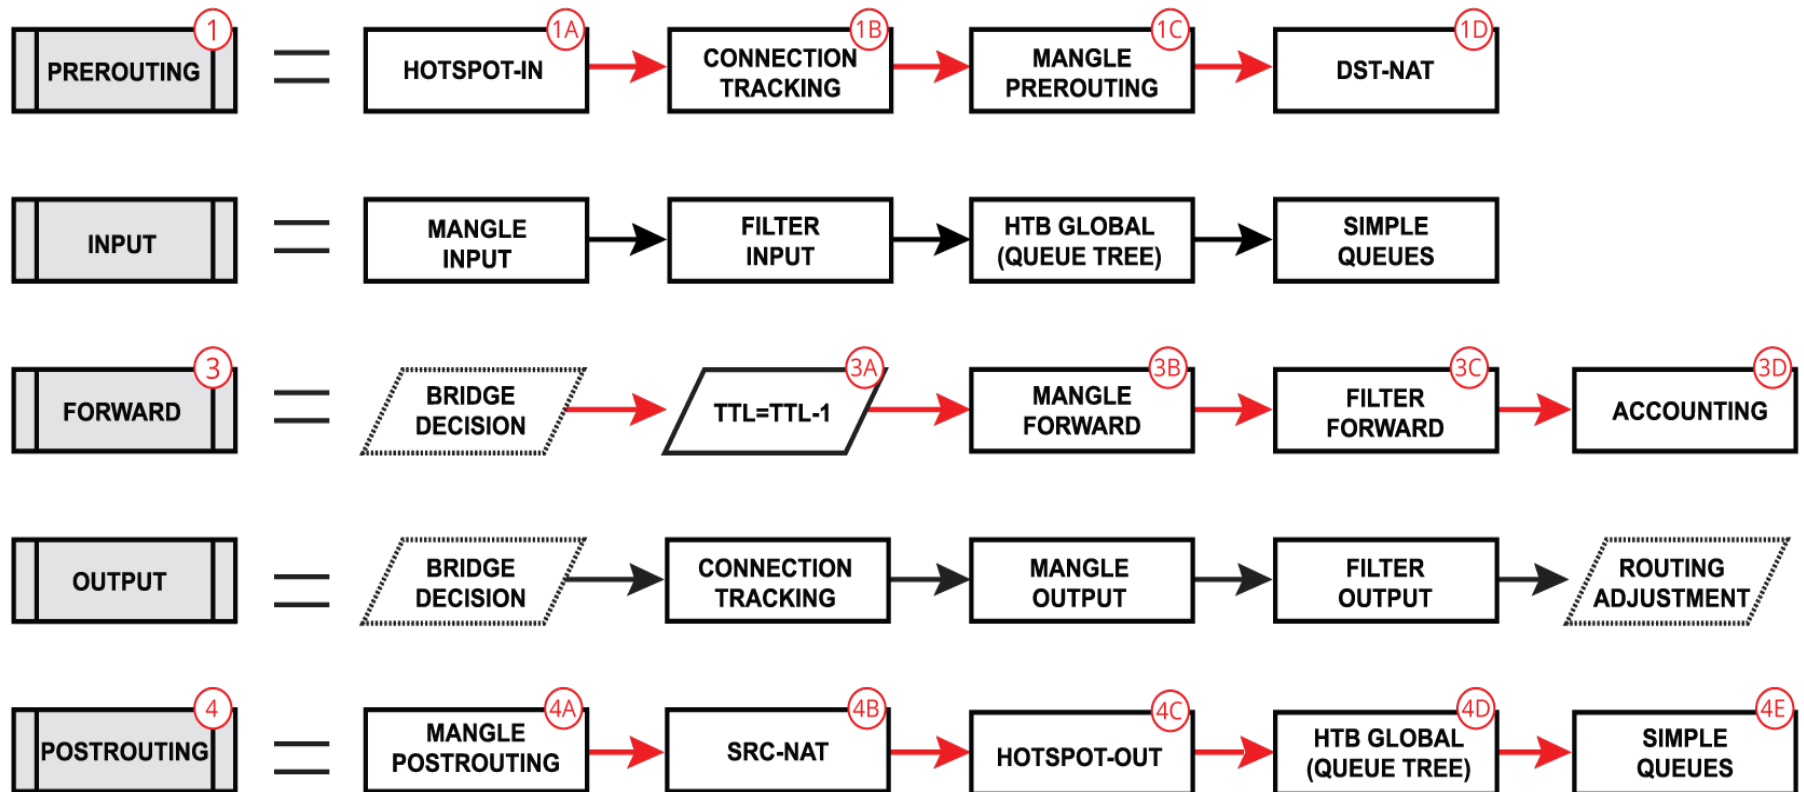 1
PREROUTING
1A
HOTSPOT-IN
1B
CONNECTION
TRACKING
1C
MANGLE
PREROUTING
1D
DST-NAT
INPUT
MANGLE
INPUT
FILTER
INPUT
HTB GLOBAL
(QUEUE TREE)
SIMPLE
QUEUES
3
FORWARD
BRIDGE
DECISION
3A
TTL=TTL-1
3B
MANGLE
FORWARD
3C
FILTER
FORWARD
3D
ACCOUNTING
OUTPUT
BRIDGE
DECISION
CONNECTION
TRACKING
MANGLE
OUTPUT
FILTER
OUTPUT
ROUTING
ADJUSTMENT
4
POSTROUTING
4A
MANGLE
POSTROUTING
4B
SRC-NAT
4C
HOTSPOT-OUT
4D
HTB GLOBAL
(QUEUE TREE)
4E
SIMPLE
QUEUES